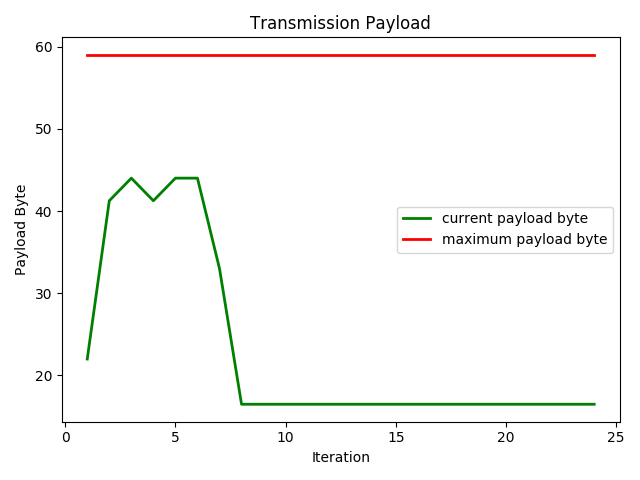 Transmission Payload
60
50
40
30
20
Payload Byte
current payload byte
maximum payload byte
0 5 10 15 20 25
Iteration